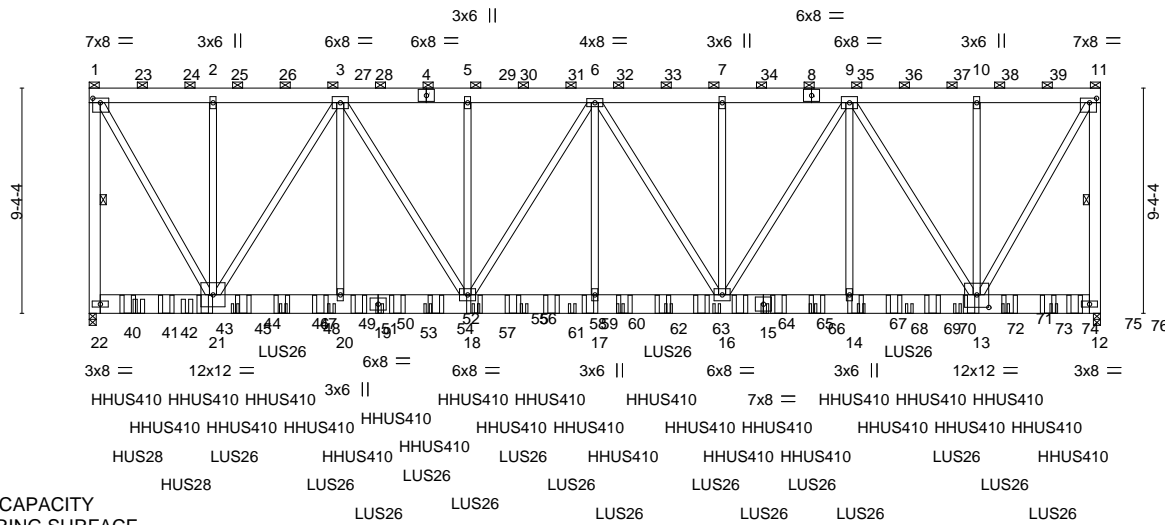 3x6 || 6x8 =
7x8 = 3x6 || 6x8 = 6x8 = 4x8 = 3x6 || 6x8 = 3x6 || 7x8 =
1 23 24 2 25 26 3 27 28 4 5 29 30 31 6 32 33 7 34 8 9 35 36 37 10 38 39 11
9-4-4 9-4-4
40 41 42 43 44 48 49 50 53 52 54 57 56 61 58 59 60 62 63 64 65 66 67 68 69 70 72 71 73 74 75 76
22 21 20 19 18 17 16 15 14 13 12
LUS26 LUS26 LUS26
6x8 =
3x8 = 12x12 = 6x8 = 3x6 || 6x8 = 3x6 || 12x12 = 3x8 =
3x6 ||
HHUS410 HHUS410 HHUS410 HHUS410 HHUS410 HHUS410 7x8 = HHUS410 HHUS410 HHUS410
HHUS410
HHUS410 HHUS410 HHUS410 HHUS410 HHUS410 HHUS410 HHUS410 HHUS410 HHUS410 HHUS410
HHUS410
HUS28 LUS26 HHUS410 LUS26 HHUS410 HHUS410 HHUS410 LUS26 HHUS410
LUS26
HUS28 LUS26 LUS26 LUS26 LUS26 LUS26
LUS26
CAPACITY
LUS26 LUS26 LUS26 LUS26 LUS26
RING SURFACE